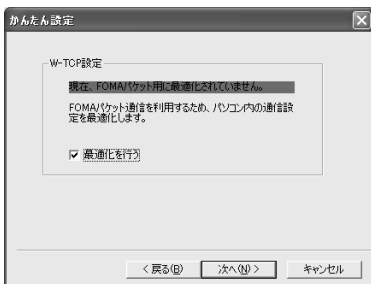 かんたん設定
W-TCP設定
現在、FOMAパケット用に最適化されていません。
FOMAパケット通信を利用するため、パソコン内の通信設
定を最適化します。
最適化を行う
< 戻る(B)
次へ(N) >
キャンセル